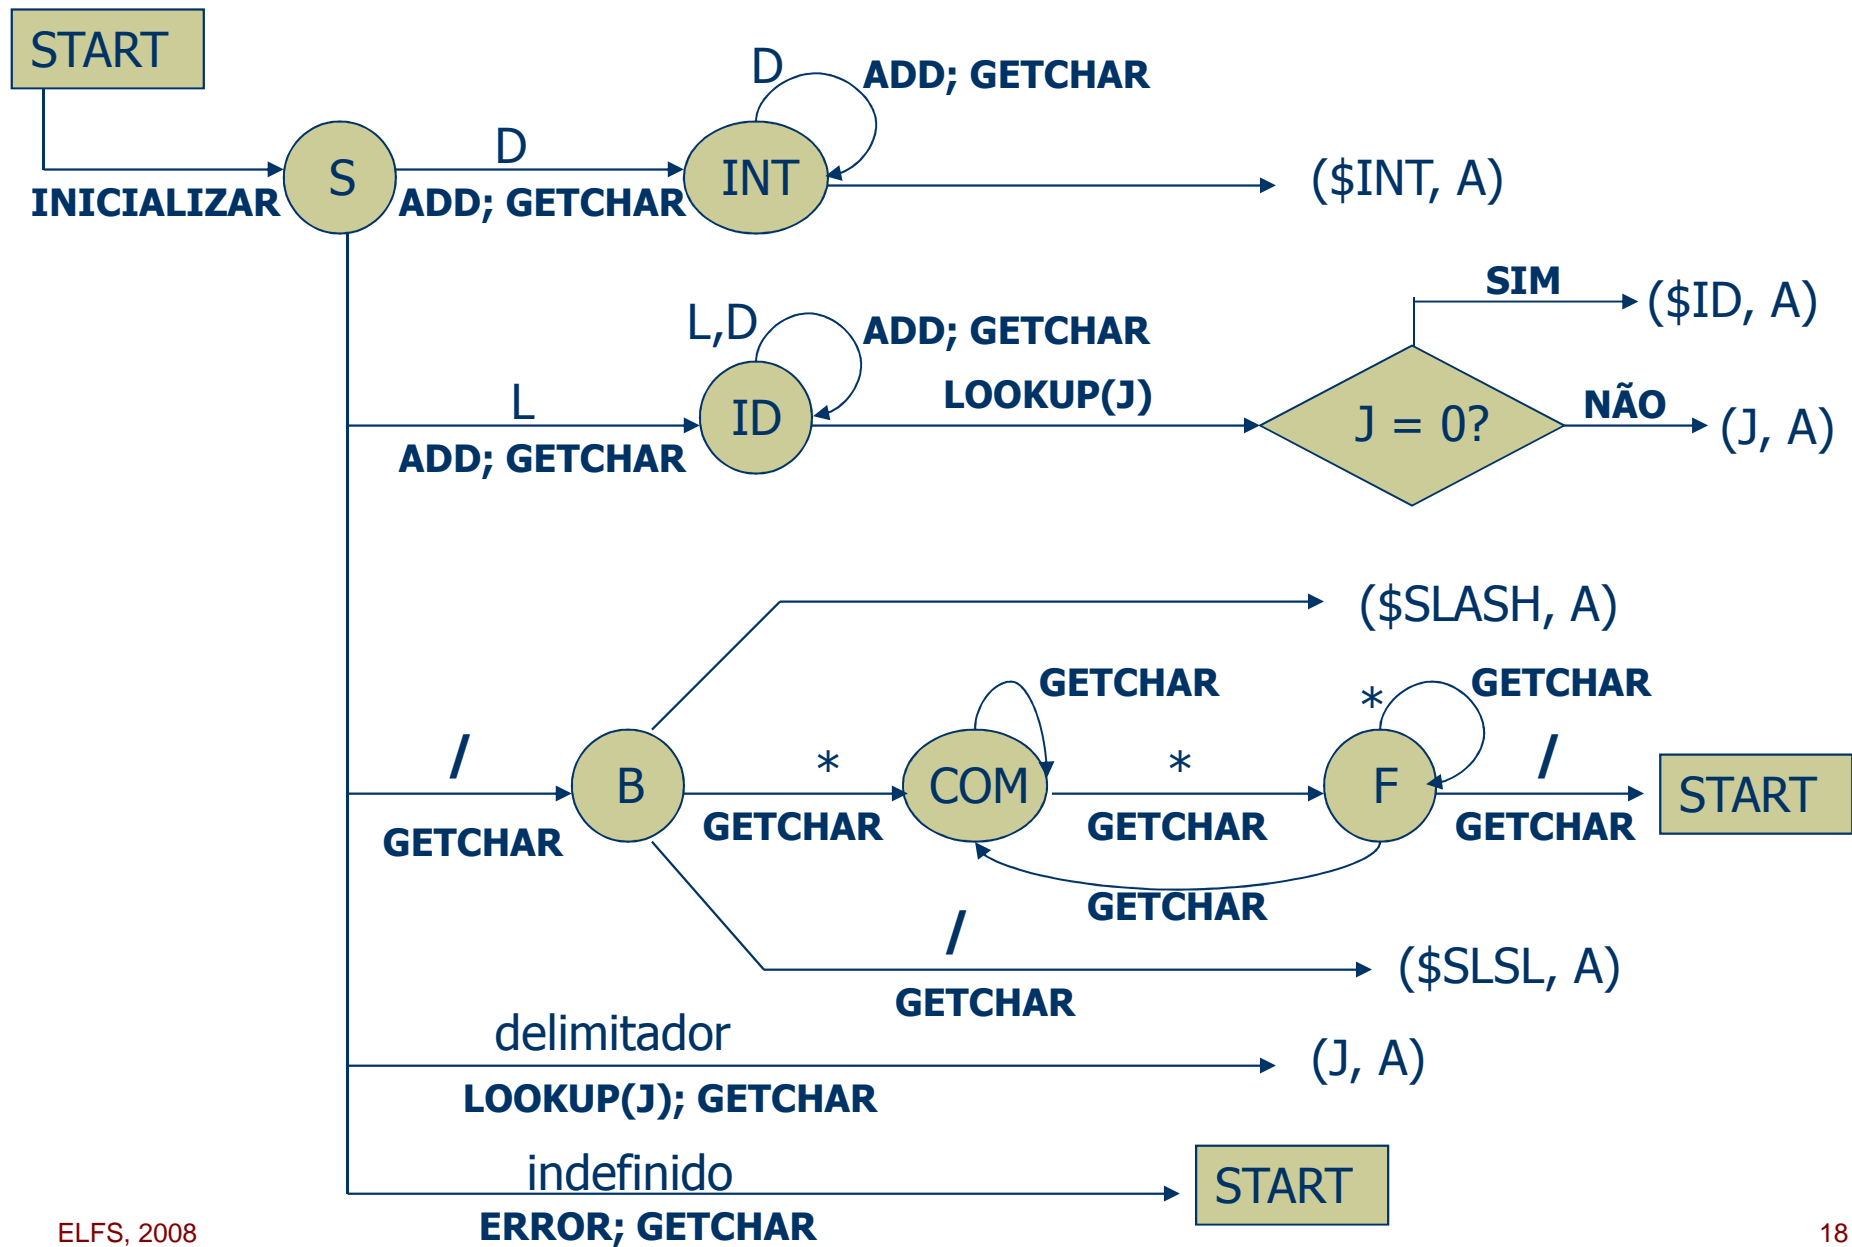 START
D
ADD; GETCHAR
INICIALIZAR
S
D
ADD; GETCHAR
INT
($INT, A)
L,D
ADD; GETCHAR
L
ADD; GETCHAR
ID
LOOKUP(J)
J = 0?
SIM
($ID, A)
NÃO
(J, A)
($SLASH, A)
/
GETCHAR
B
*
GETCHAR
COM
GETCHAR
*
GETCHAR
F
*
GETCHAR
/
GETCHAR
START
GETCHAR
/
GETCHAR
($SLSL, A)
delimitador
LOOKUP(J); GETCHAR
(J, A)
indefinido
ERROR; GETCHAR
START
ELFS, 2008
18